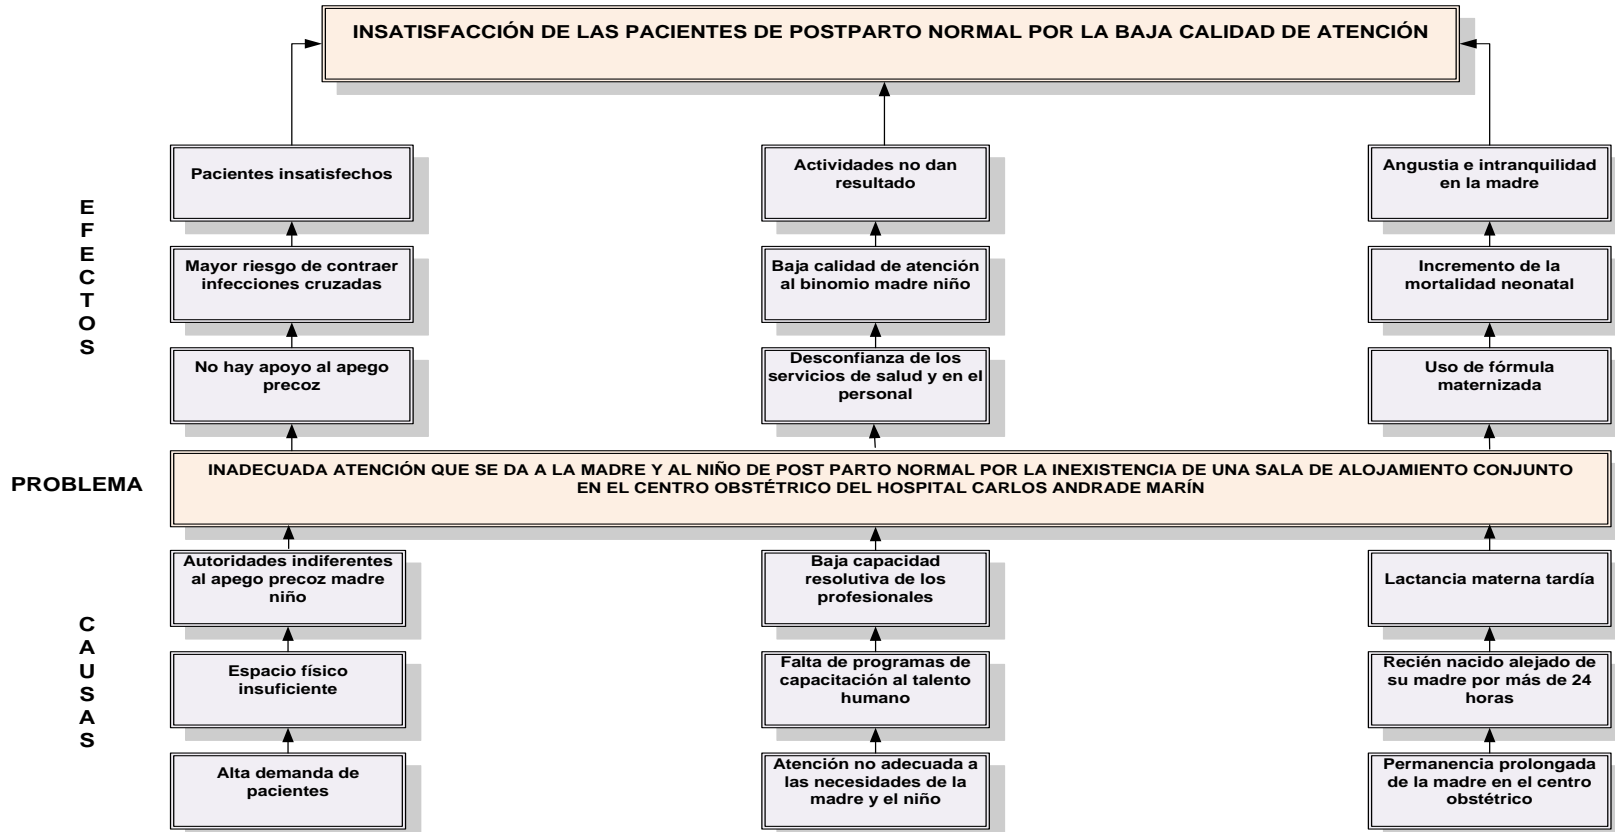 INSATISFACCIÓN DE LAS PACIENTES DE POSTPARTO NORMAL POR LA BAJA CALIDAD DE ATENCIÓN
EFECTOS
Pacientes insatisfechos
Actividades no dan
resultado
Angustia e intranquilidad
en la madre
Mayor riesgo de contraer
infecciones cruzadas
Baja calidad de atención
al binomio madre niño
Incremento de la
mortalidad neonatal
No hay apoyo al apego
precoz
Desconfianza de los
servicios de salud y en el
personal
Uso de fórmula
maternizada
PROBLEMA
INADECUADA ATENCIÓN QUE SE DA A LA MADRE Y AL NIÑO DE POST PARTO NORMAL POR LA INEXISTENCIA DE UNA SALA DE ALOJAMIENTO CONJUNTO
EN EL CENTRO OBSTÉTRICO DEL HOSPITAL CARLOS ANDRADE MARÍN
CAUSAS
Autoridades indiferentes
al apego precoz madre
niño
Baja capacidad
resolutiva de los
profesionales
Lactancia materna tardía
Espacio físico
insuficiente
Falta de programas de
capacitación al talento
humano
Recién nacido alejado de
su madre por más de 24
horas
Alta demanda de
pacientes
Atención no adecuada a
las necesidades de la
madre y el niño
Permanencia prolongada
de la madre en el centro
obstétrico